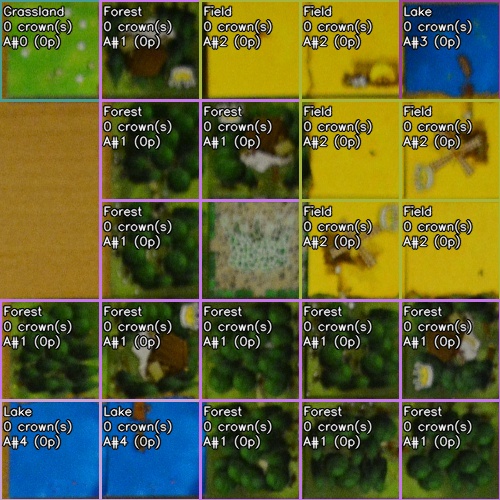 Grassland
0 crown(s)
A#0 (0p)
Forest
0 crown(s)
A#1 (0p)
Field
0 crown(s)
A#2 (0p)
Field
0 crown(s)
A#2 (0p)
Lake
0 crown(s)
A#3 (0p)
Forest
0 crown(s)
A#1 (0p)
Forest
0 crown(s)
A#1 (0p)
Field
0 crown(s)
A#2 (0p)
Field
0 crown(s)
A#2 (0p)
Forest
0 crown(s)
A#1 (0p)
Field
0 crown(s)
A#2 (0p)
Field
0 crown(s)
A#2 (0p)
Forest
0 crown(s)
A#1 (0p)
Forest
0 crown(s)
A#1 (0p)
Forest
0 crown(s)
A#1 (0p)
Forest
0 crown(s)
A#1 (0p)
Forest
0 crown(s)
A#1 (0p)
Lake
0 crown(s)
A#4 (0p)
Lake
0 crown(s)
A#4 (0p)
Forest
0 crown(s)
A#1 (0p)
Forest
0 crown(s)
A#1 (0p)
Forest
0 crown(s)
A#1 (0p)